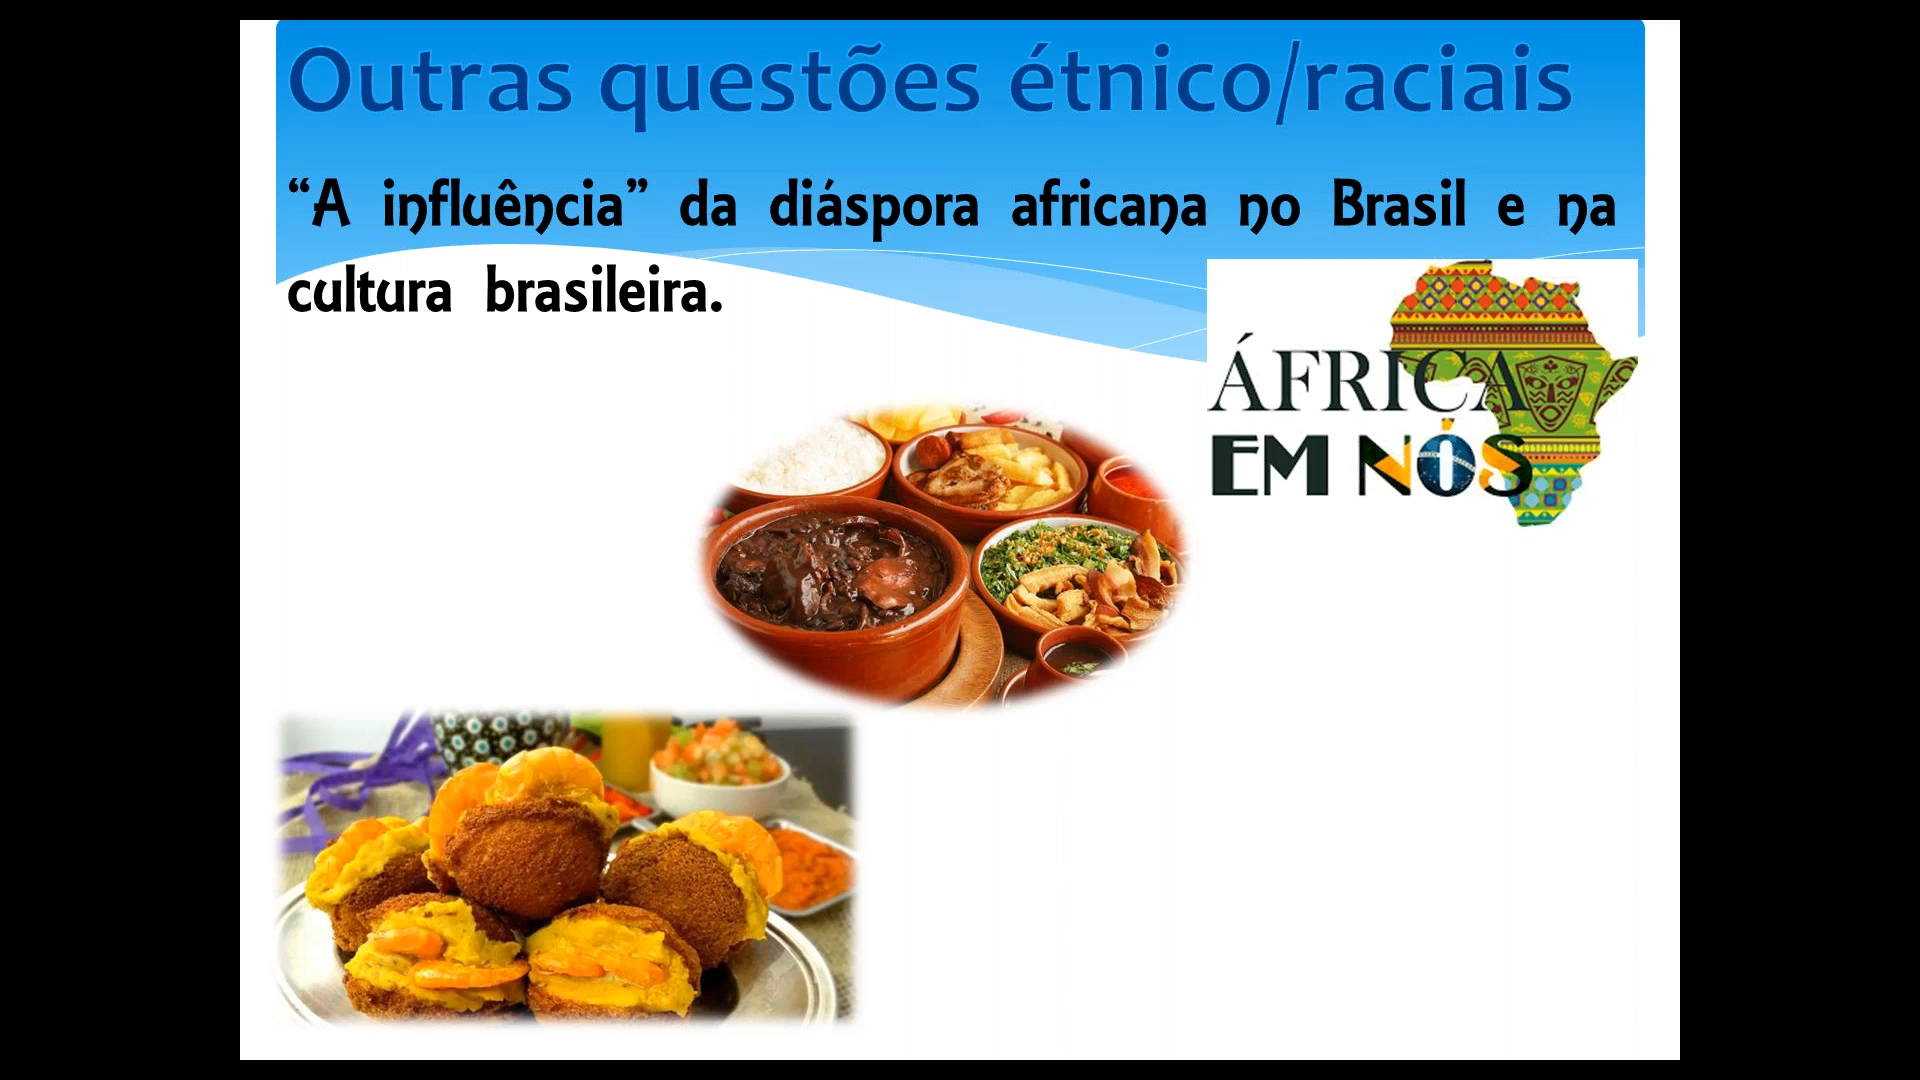 Outras questões étnico/raciais
“A influência” da diáspora africana no Brasil e na
cultura brasileira.
ÁFRICA
EM NÓS